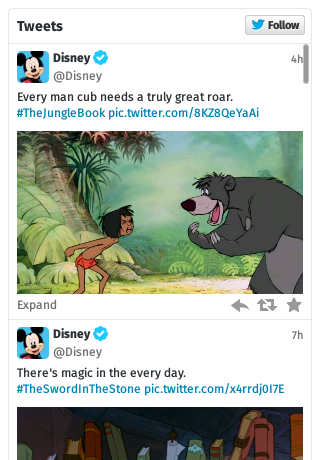 Tweets
Follow
Disney 4h
@Disney
Every man cub needs a truly great roar.
#TheJungleBook pic.twitter.com/8KZ8QeYaAi
Expand
Disney 7h
@Disney
There's magic in the every day.
#TheSwordInTheStone pic.twitter.com/x4rrdj0I7E